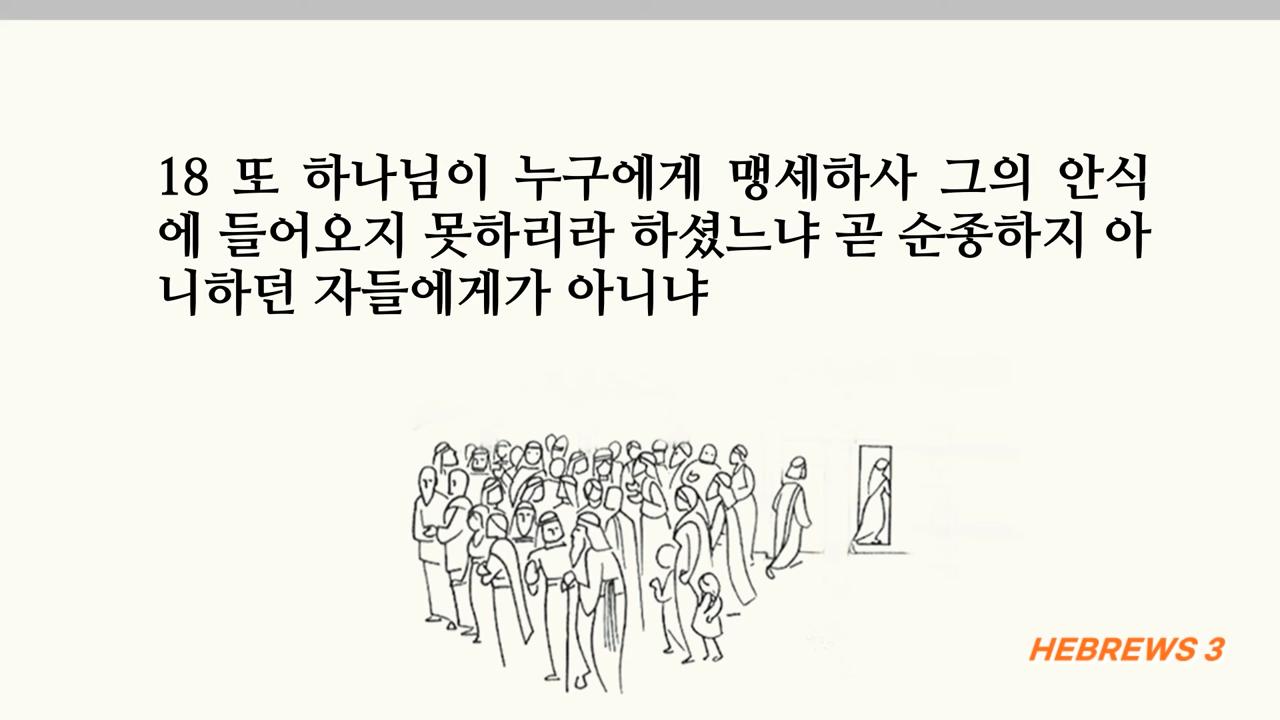 18 또 하나님이 누구에게 맹세하사 그의 안식
에 들어오지 못하리라 하셨느냐 곧 순종하지 아
니하던 자들에게가 아니냐
HEBREWS 3